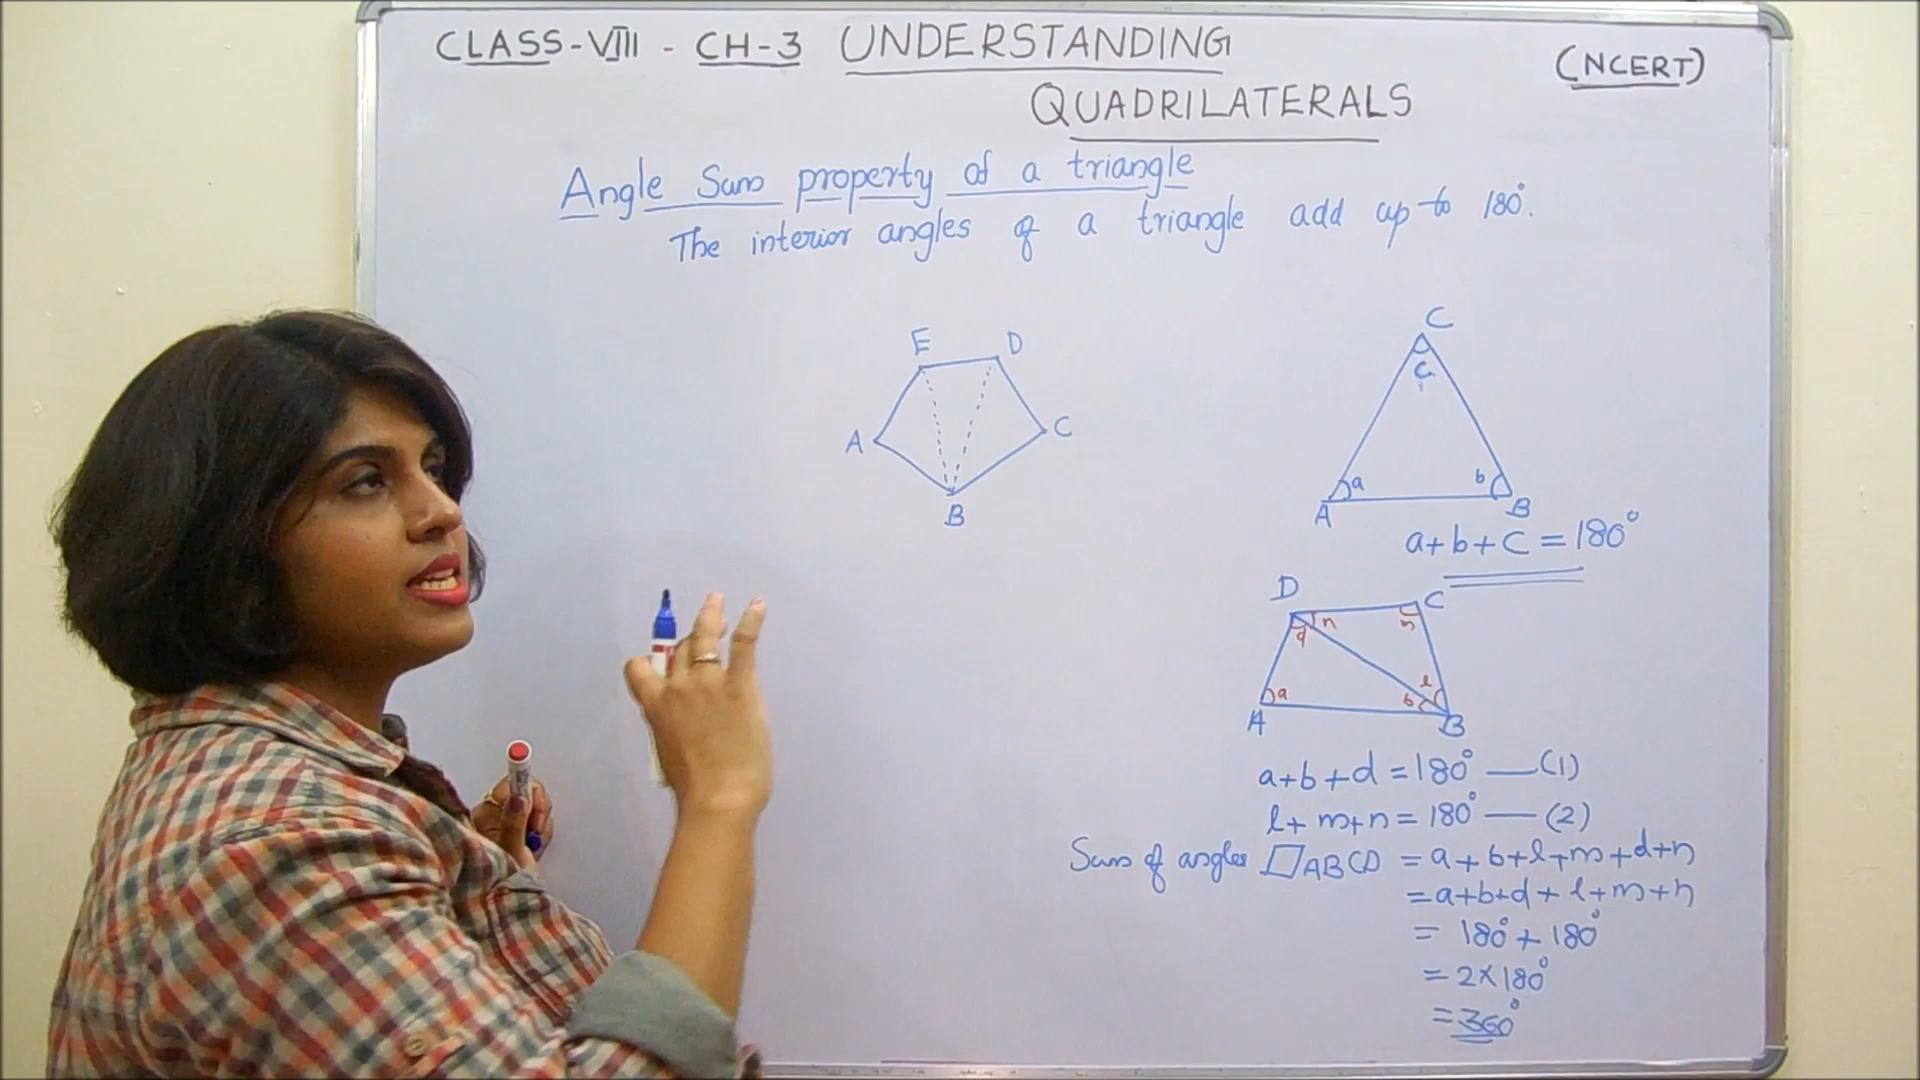 CLASS-VIII - CH-3 UNDERSTANDING
QUADRILATERALS
(NCERT)
Angle Sum property of a triangle
The interior angles of a triangle add up to 180°.
E D
A C
B
C
c
a b
A B
a+b+c = 180°
D C
d n m
a b l
A B
a+b+d = 180° — (1)
l+m+n = 180° — (2)
Sum of angles ▱ABCD = a+b+l+m+d+n
= a+b+d + l+m+n
= 180° + 180°
= 2×180°
= 360°